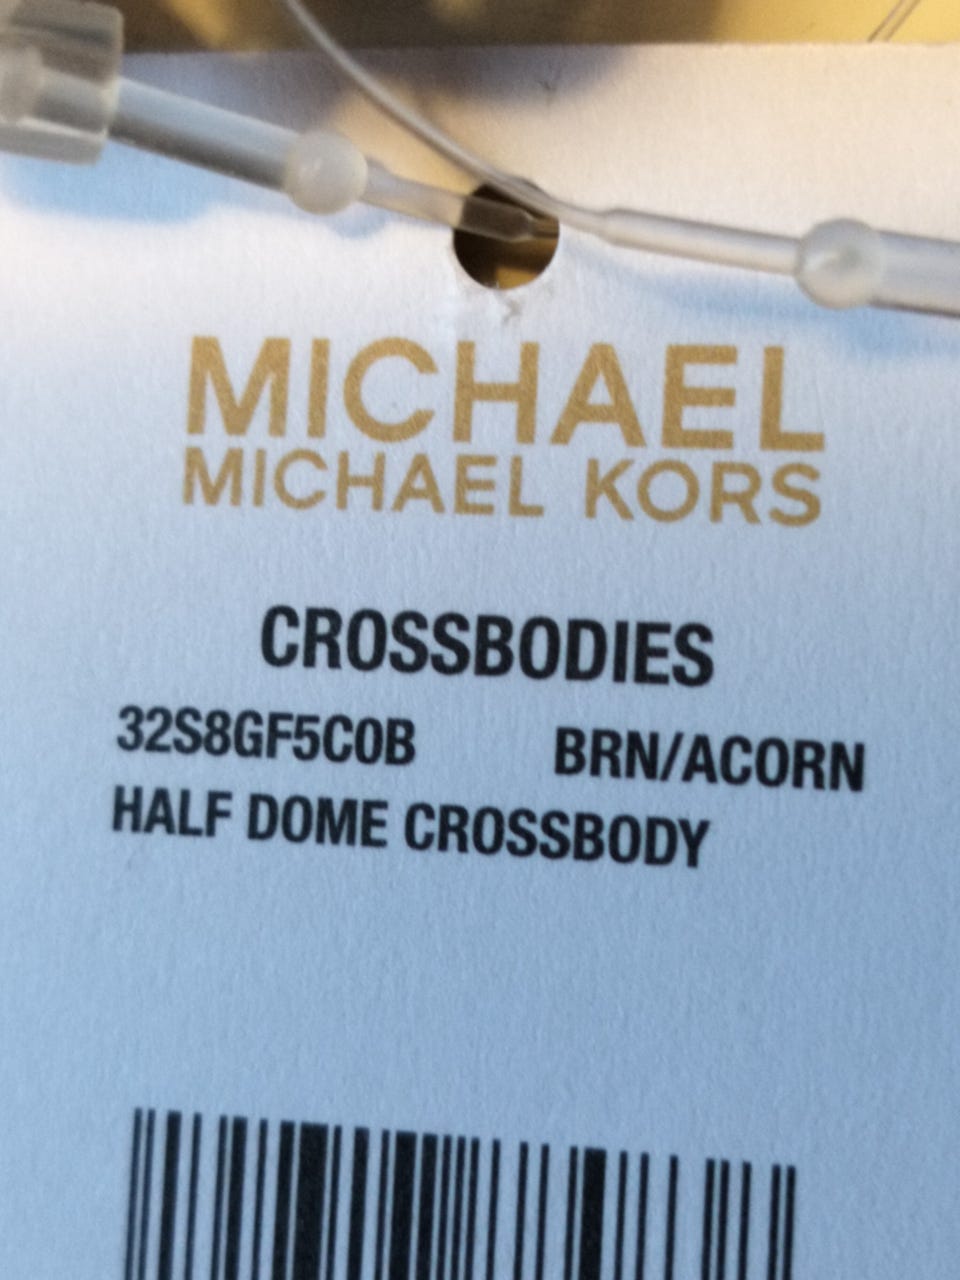 MICHAEL
MICHAEL KORS
CROSSBODIES
32S8GF5C0B BRN/ACORN
HALF DOME CROSSBODY